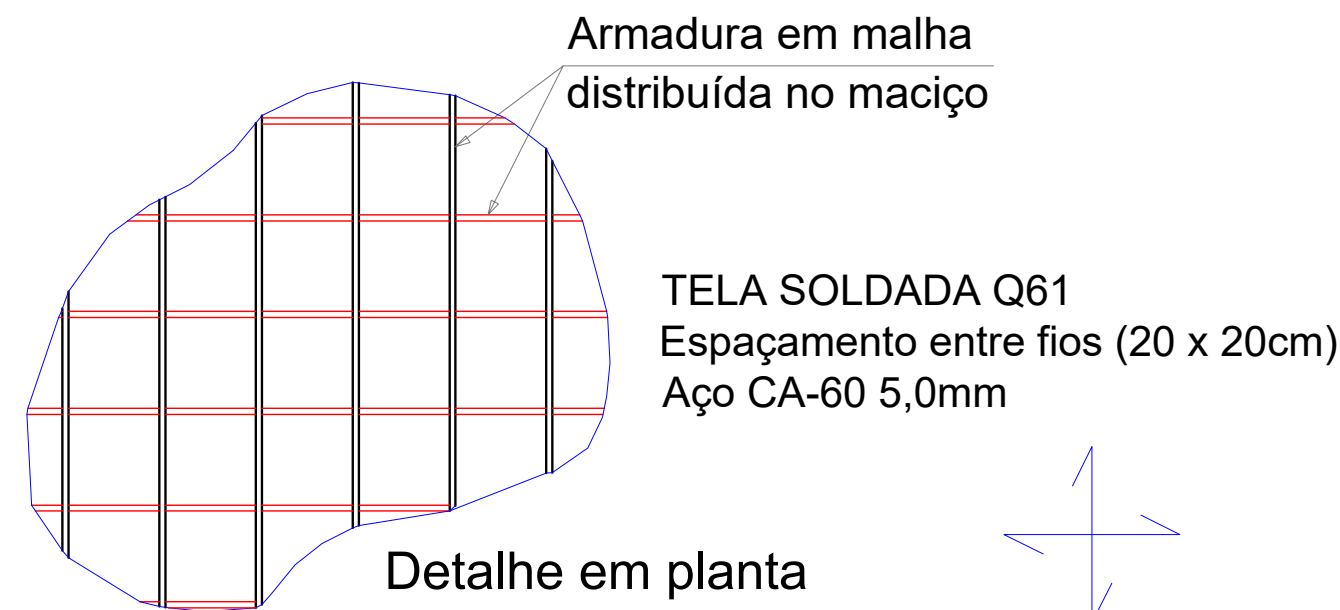 Armadura em malha
distribuída no maciço
TELA SOLDADA Q61
Espaçamento entre fios (20 x 20cm)
Aço CA-60 5,0mm
Detalhe em planta